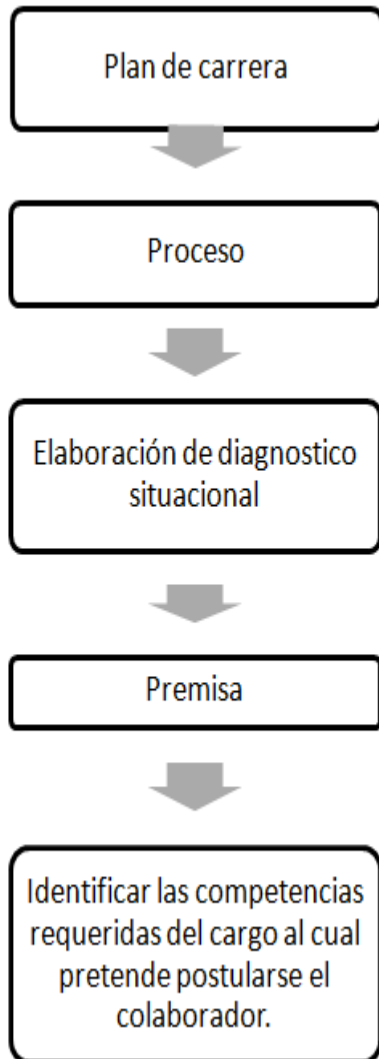 Plan de carrera
Proceso
Elaboración de diagnostico
situacional
Premisa
Identificar las competencias
requeridas del cargo al cual
pretende postularse el
colaborador.